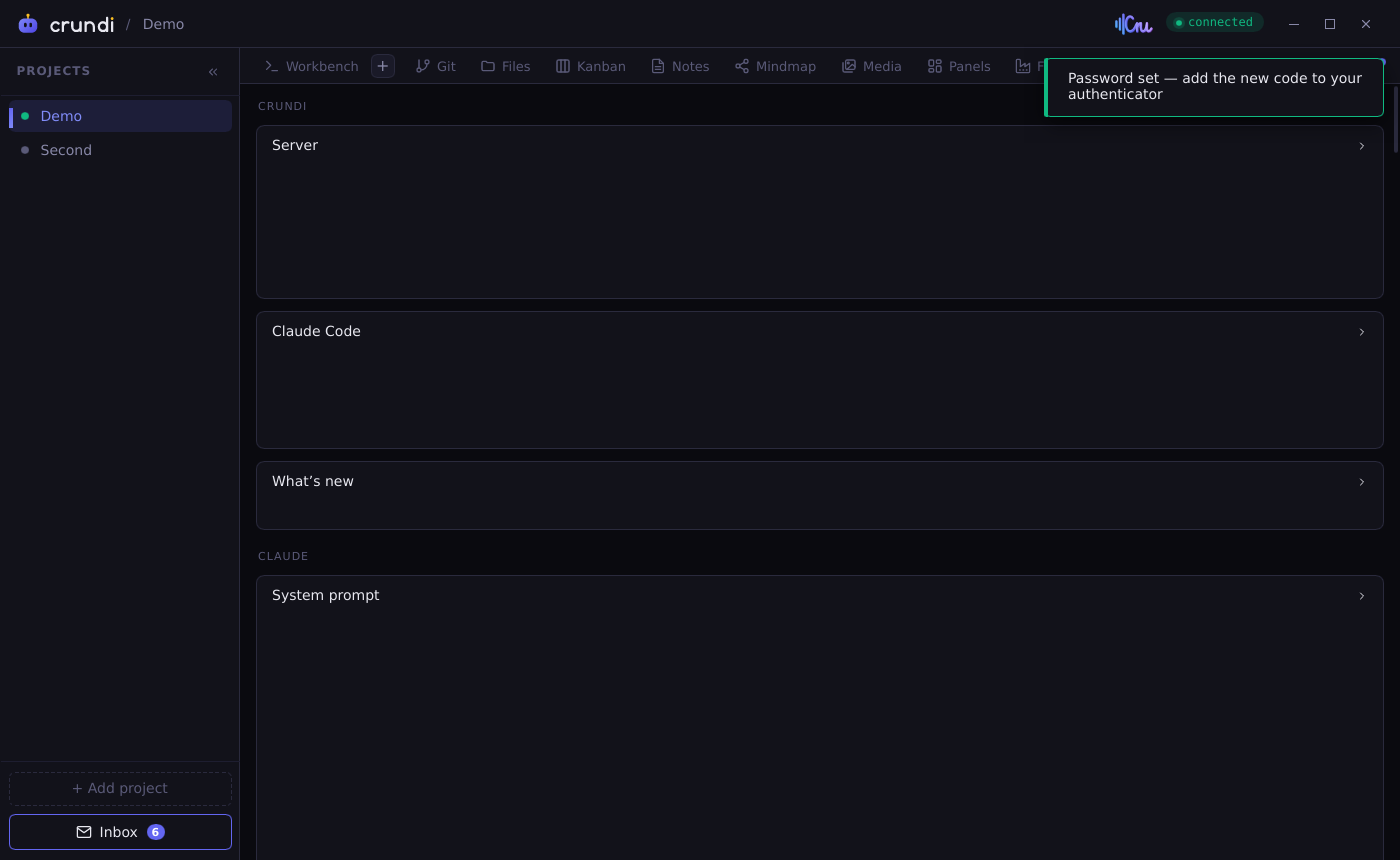 crundi / Demo
Cru
connected
PROJECTS
Demo
Second
+ Add project
Inbox 6
Workbench + Git Files Kanban Notes Mindmap Media Panels
Password set — add the new code to your
authenticator
CRUNDI
Server
Claude Code
What’s new
CLAUDE
System prompt